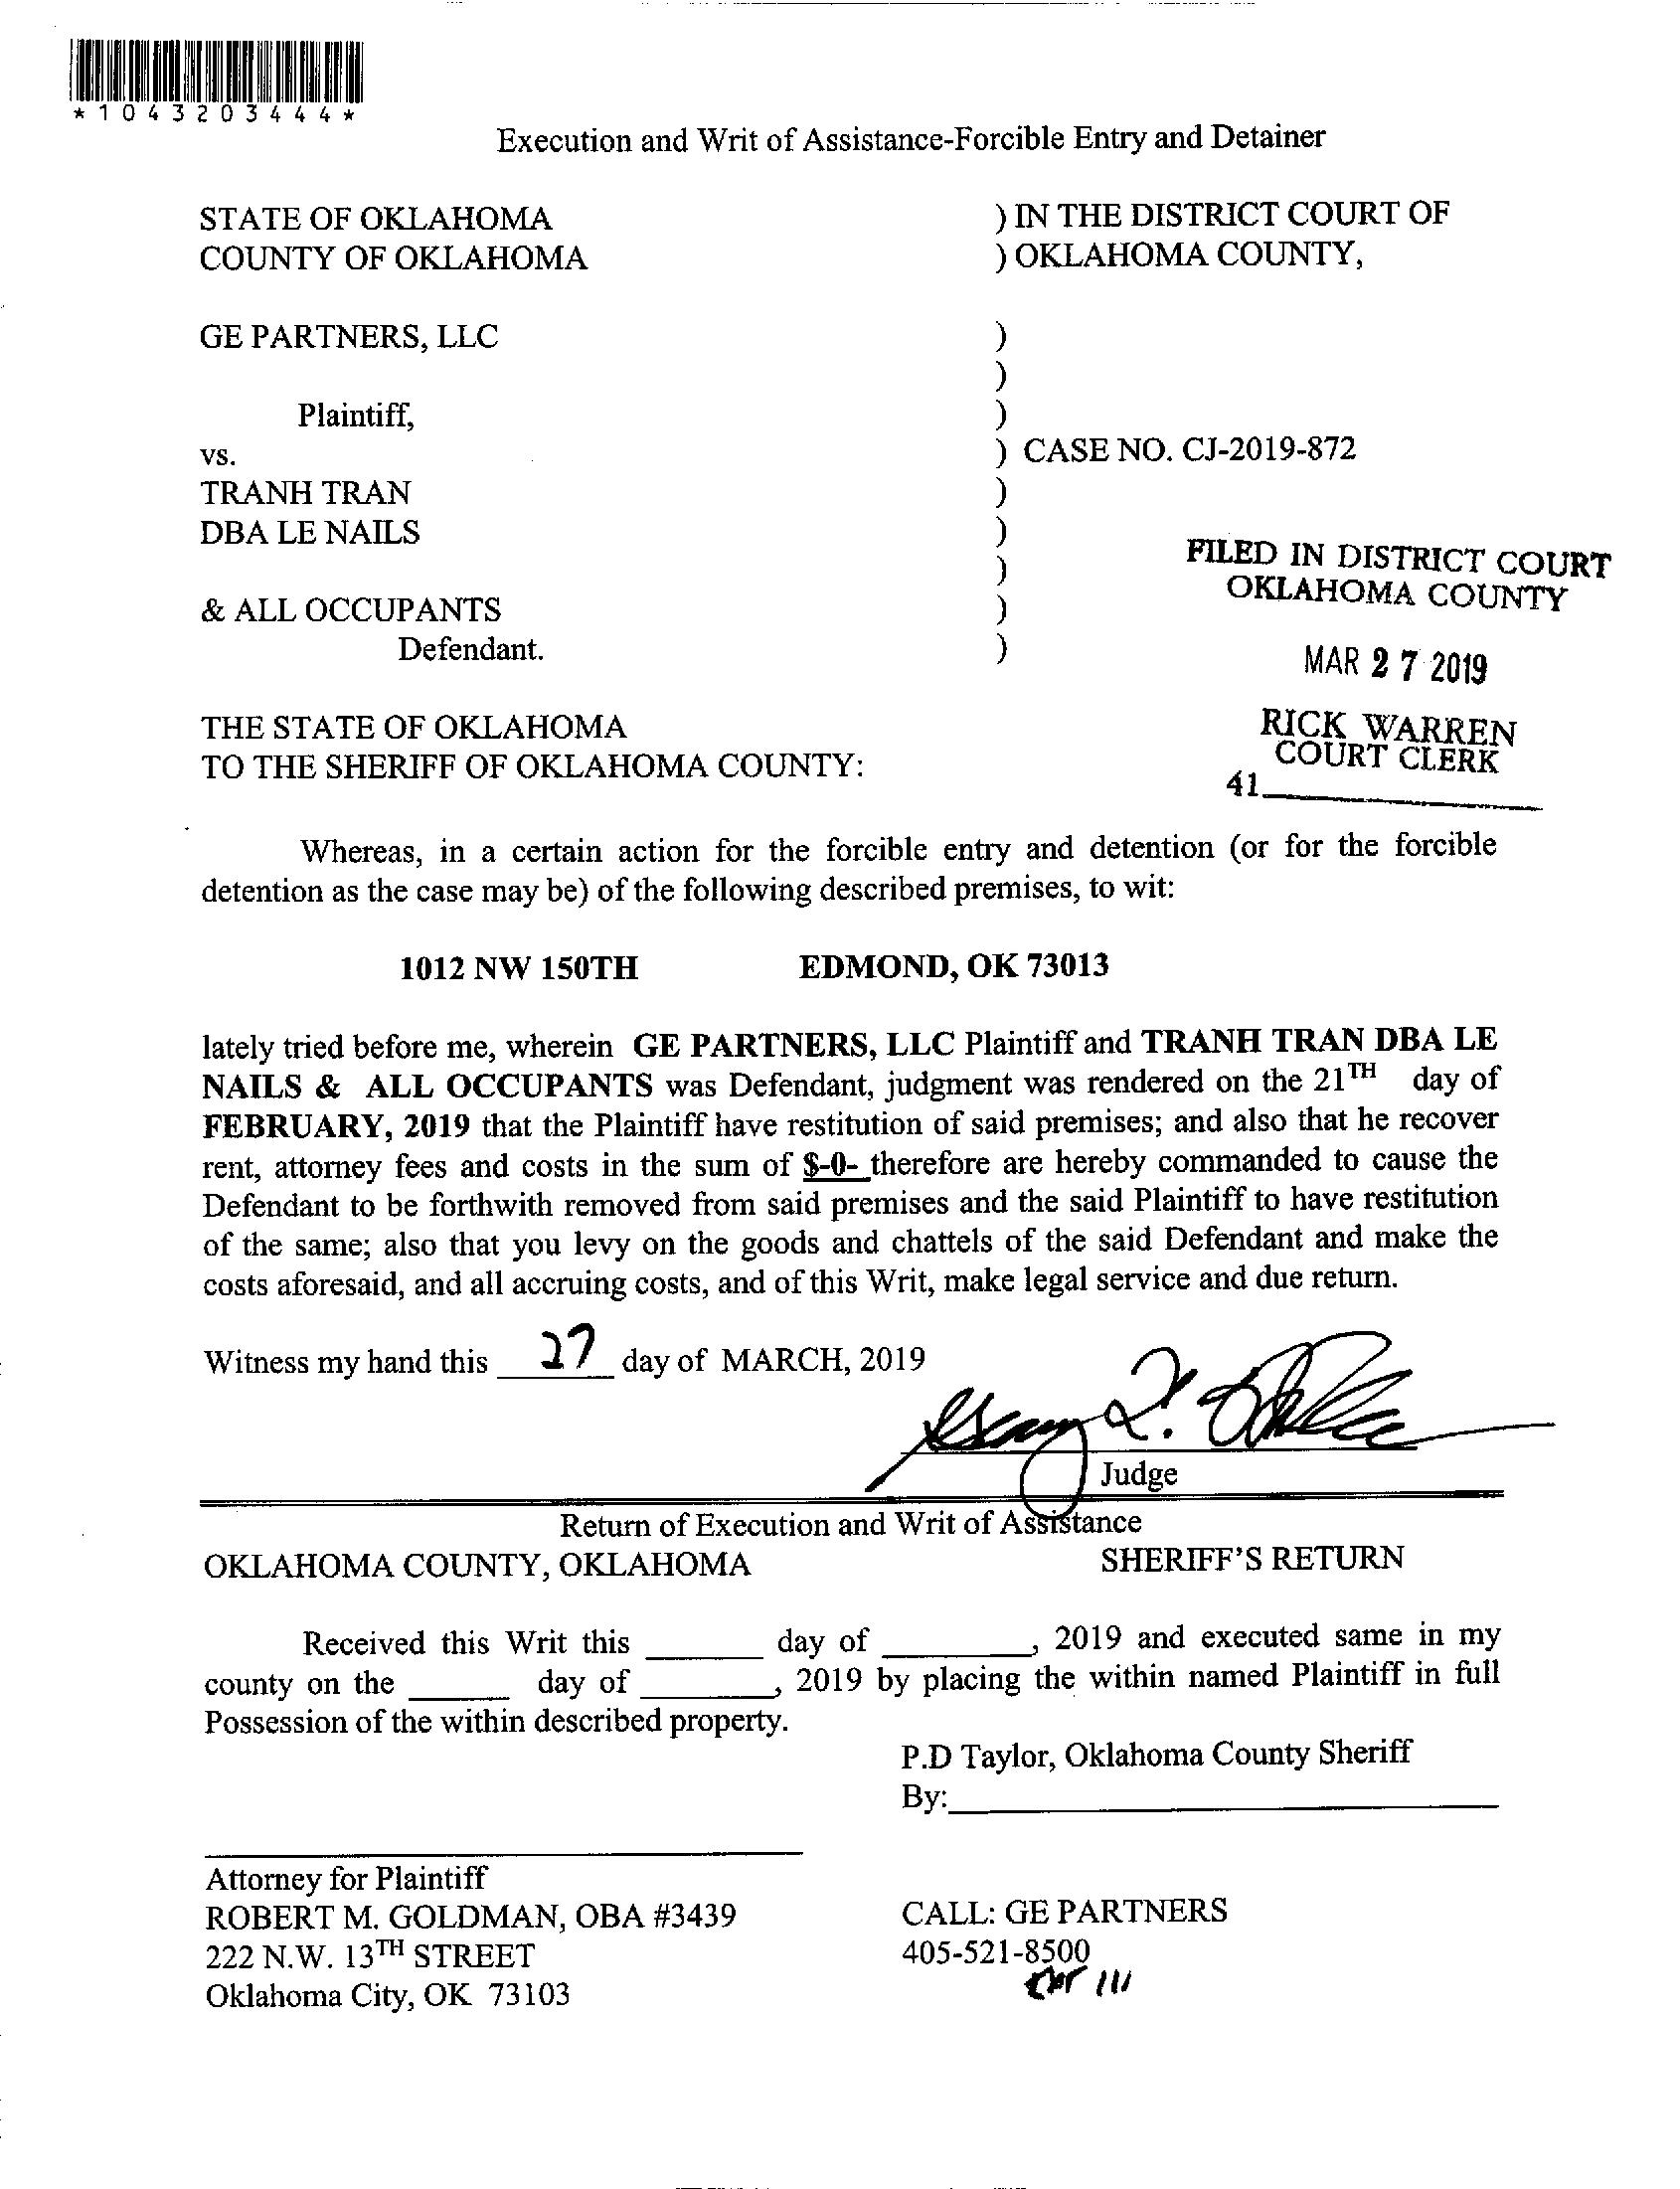 *1043203444*
Execution and Writ of Assistance-Forcible Entry and Detainer
STATE OF OKLAHOMA ) IN THE DISTRICT COURT OF
COUNTY OF OKLAHOMA ) OKLAHOMA COUNTY,
GE PARTNERS, LLC )
)
Plaintiff, )
vs. ) CASE NO. CJ-2019-872
TRANH TRAN )
DBA LE NAILS )
)
& ALL OCCUPANTS )
Defendant. )
FILED IN DISTRICT COURT
OKLAHOMA COUNTY
MAR 27 2019
RICK WARREN
COURT CLERK
41
THE STATE OF OKLAHOMA
TO THE SHERIFF OF OKLAHOMA COUNTY:
Whereas, in a certain action for the forcible entry and detention (or for the forcible
detention as the case may be) of the following described premises, to wit:
1012 NW 150TH EDMOND, OK 73013
lately tried before me, wherein GE PARTNERS, LLC Plaintiff and TRANH TRAN DBA LE
NAILS & ALL OCCUPANTS was Defendant, judgment was rendered on the 21TH day of
FEBRUARY, 2019 that the Plaintiff have restitution of said premises; and also that he recover
rent, attorney fees and costs in the sum of $-0- therefore are hereby commanded to cause the
Defendant to be forthwith removed from said premises and the said Plaintiff to have restitution
of the same; also that you levy on the goods and chattels of the said Defendant and make the
costs aforesaid, and all accruing costs, and of this Writ, make legal service and due return.
Witness my hand this 27 day of MARCH, 2019
Judge
Return of Execution and Writ of Assistance
OKLAHOMA COUNTY, OKLAHOMA SHERIFF'S RETURN
Received this Writ this ______ day of ________, 2019 and executed same in my
county on the ______ day of ________, 2019 by placing the within named Plaintiff in full
Possession of the within described property.
P.D Taylor, Oklahoma County Sheriff
By:
Attorney for Plaintiff
ROBERT M. GOLDMAN, OBA #3439
222 N.W. 13TH STREET
Oklahoma City, OK 73103
CALL: GE PARTNERS
405-521-8500
111